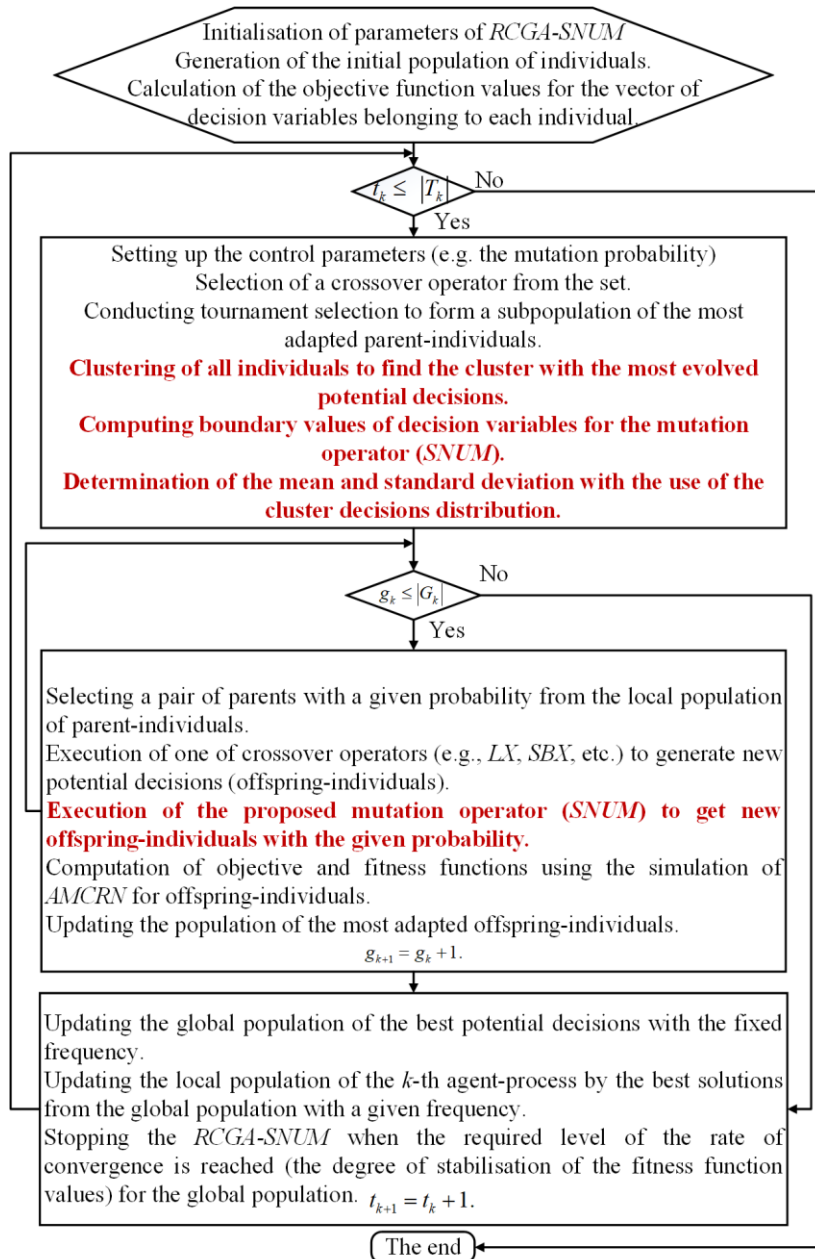 Initialisation of parameters of RCGA-SNUM
Generation of the initial population of individuals.
Calculation of the objective function values for the vector of
decision variables belonging to each individual.
t_k ≤ |T_k|
No
Yes
Setting up the control parameters (e.g. the mutation probability)
Selection of a crossover operator from the set.
Conducting tournament selection to form a subpopulation of the most
adapted parent-individuals.
Clustering of all individuals to find the cluster with the most evolved
potential decisions.
Computing boundary values of decision variables for the mutation
operator (SNUM).
Determination of the mean and standard deviation with the use of the
cluster decisions distribution.
g_k ≤ |G_k|
No
Yes
Selecting a pair of parents with a given probability from the local population
of parent-individuals.
Execution of one of crossover operators (e.g., LX, SBX, etc.) to generate new
potential decisions (offspring-individuals).
Execution of the proposed mutation operator (SNUM) to get new
offspring-individuals with the given probability.
Computation of objective and fitness functions using the simulation of
AMCRN for offspring-individuals.
Updating the population of the most adapted offspring-individuals.
g_{k+1} = g_k +1.
Updating the global population of the best potential decisions with the fixed
frequency.
Updating the local population of the k-th agent-process by the best solutions
from the global population with a given frequency.
Stopping the RCGA-SNUM when the required level of the rate of
convergence is reached (the degree of stabilisation of the fitness function
values) for the global population. t_{k+1} = t_k +1.
The end